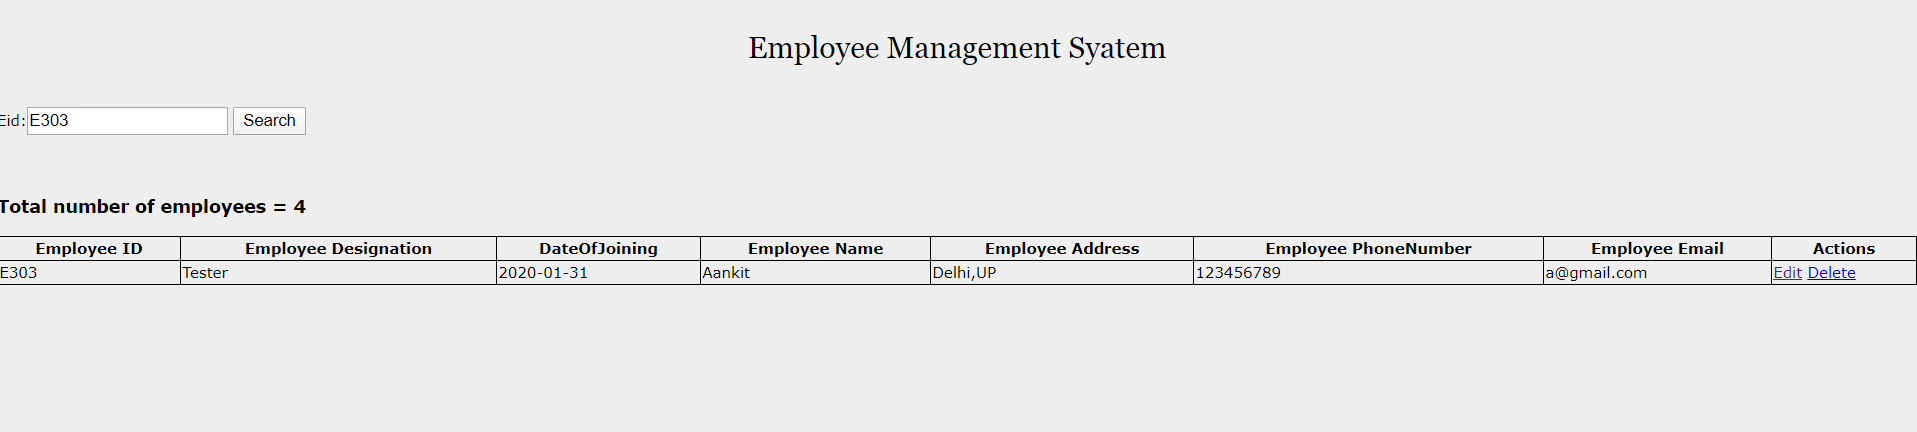 Employee Management Syatem
Eid: E303 Search
Total number of employees = 4
Employee ID Employee Designation DateOfJoining Employee Name Employee Address Employee PhoneNumber Employee Email Actions
E303 Tester 2020-01-31 Aankit Delhi,UP 123456789 a@gmail.com Edit Delete